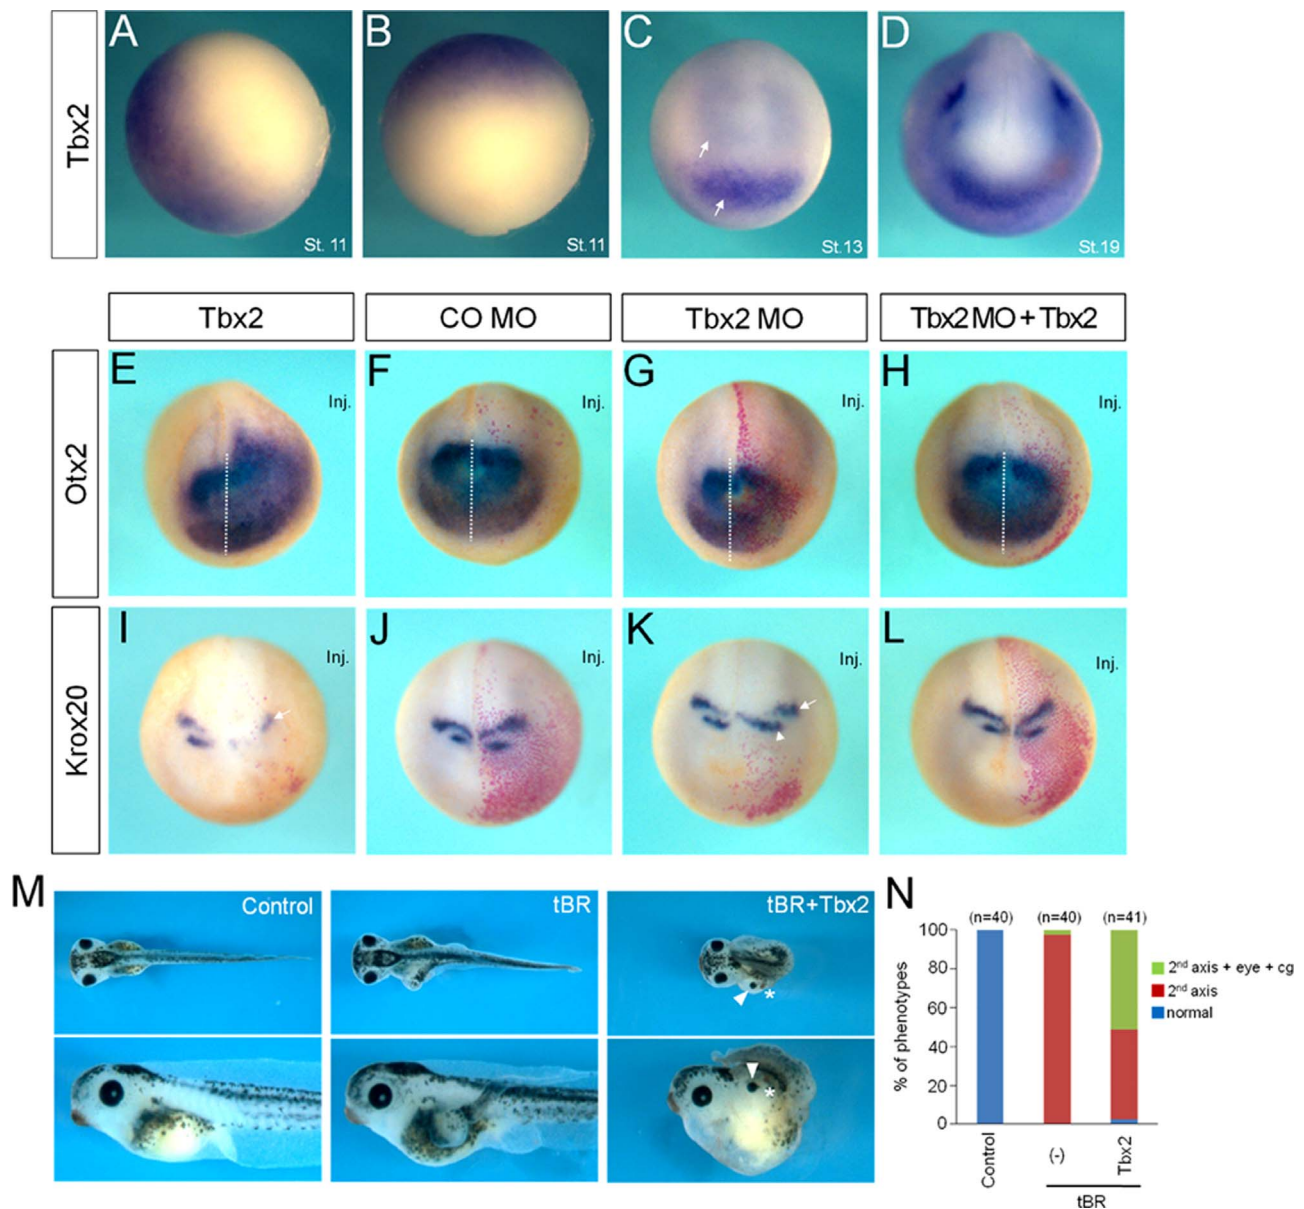 A
B
C
D
Tbx2
St. 11
St.11
St.13
St.19
Tbx2
CO MO
Tbx2 MO
Tbx2MO + Tbx2
E
F
G
H
Inj.
Inj.
Inj.
Inj.
Otx2
I
J
K
L
Inj.
Inj.
Inj.
Inj.
Krox20
M
Control
tBR
tBR+Tbx2
*
*
N
(n=40)
(n=40)
(n=41)
100
80
60
40
20
0
% of phenotypes
2nd axis + eye + cg
2nd axis
normal
Control
(-)
Tbx2
tBR